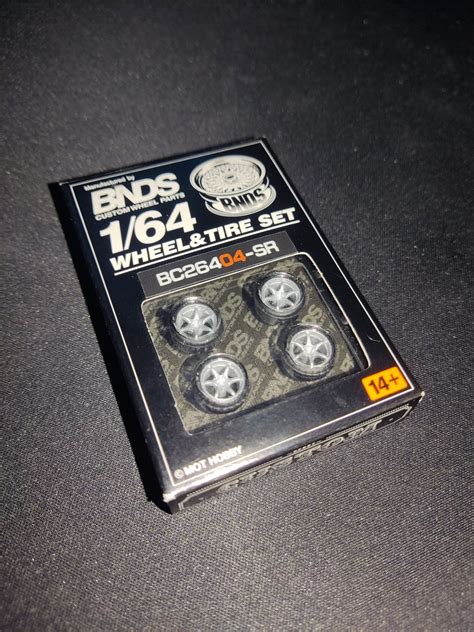 Manufactured by
BNDS
CUSTOM WHEEL PARTS
BNDS
1/64
WHEEL&TIRE SET
BC26404-SR
14+
© MOT HOBBY